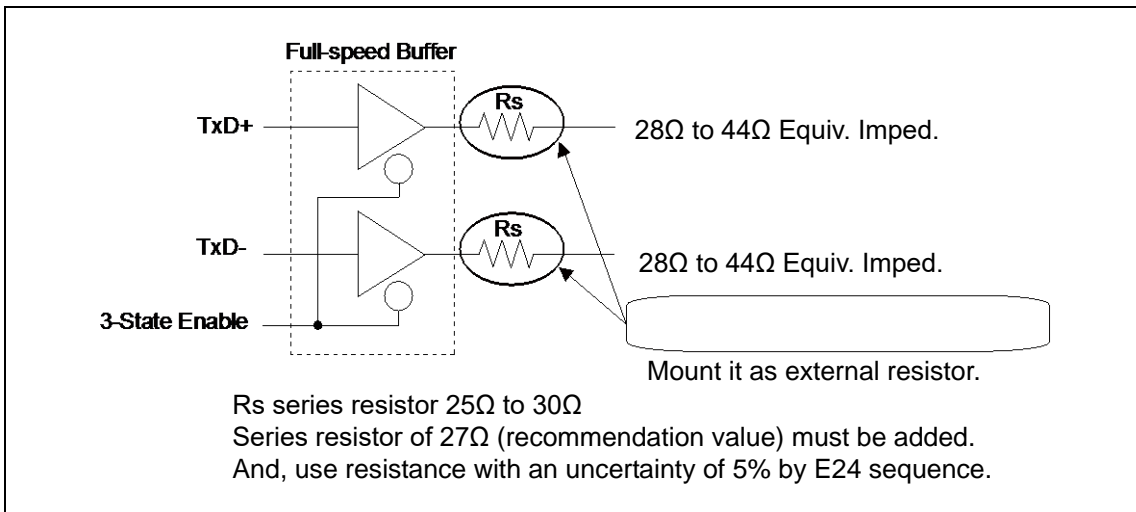 Full-speed Buffer
Rs
TxD+
28Ω to 44Ω Equiv. Imped.
Rs
TxD-
28Ω to 44Ω Equiv. Imped.
3-State Enable
Mount it as external resistor.
Rs series resistor 25Ω to 30Ω
Series resistor of 27Ω (recommendation value) must be added.
And, use resistance with an uncertainty of 5% by E24 sequence.